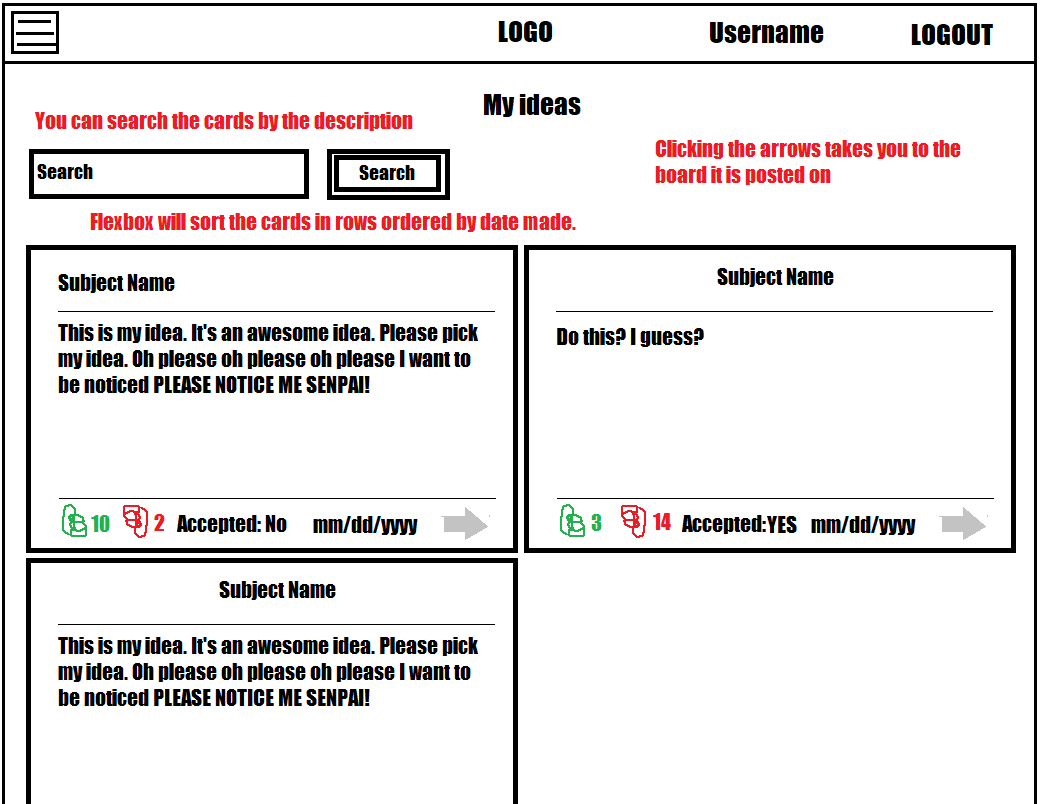 LOGO
Username
LOGOUT
My ideas
You can search the cards by the description
Clicking the arrows takes you to the
board it is posted on
Search
Search
Flexbox will sort the cards in rows ordered by date made.
Subject Name
This is my idea. It's an awesome idea. Please pick
my idea. Oh please oh please oh please I want to
be noticed PLEASE NOTICE ME SENPAI!
10 2 Accepted: No mm/dd/yyyy
Subject Name
Do this? I guess?
3 14 Accepted:YES mm/dd/yyyy
Subject Name
This is my idea. It's an awesome idea. Please pick
my idea. Oh please oh please oh please I want to
be noticed PLEASE NOTICE ME SENPAI!